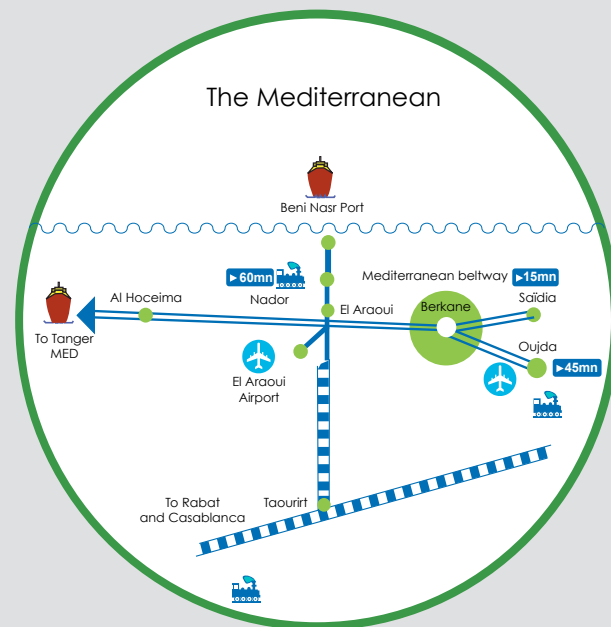 The Mediterranean
Beni Nasr Port
▶60mn
Nador
Mediterranean beltway
▶15mn
Saïdia
Al Hoceima
El Araoui
Berkane
To Tanger
MED
Oujda
▶45mn
El Araoui
Airport
To Rabat
and Casablanca
Taourirt